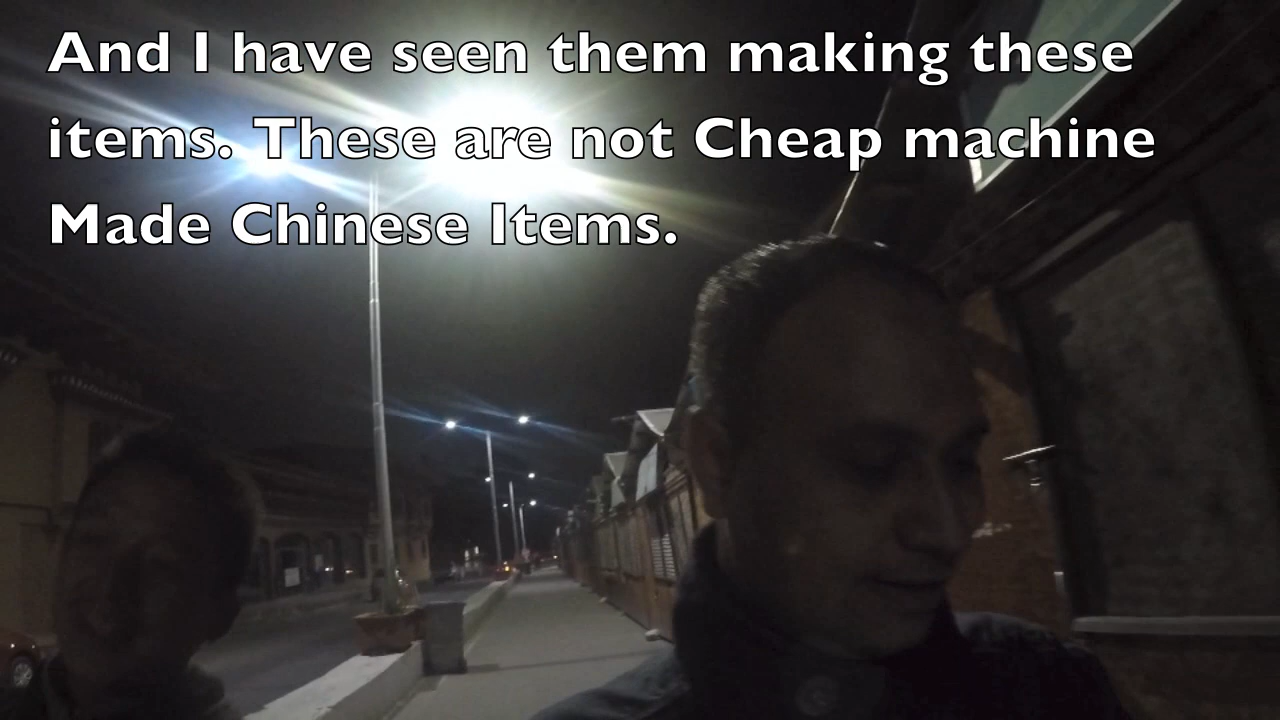 And I have seen them making these
items. These are not Cheap machine
Made Chinese Items.